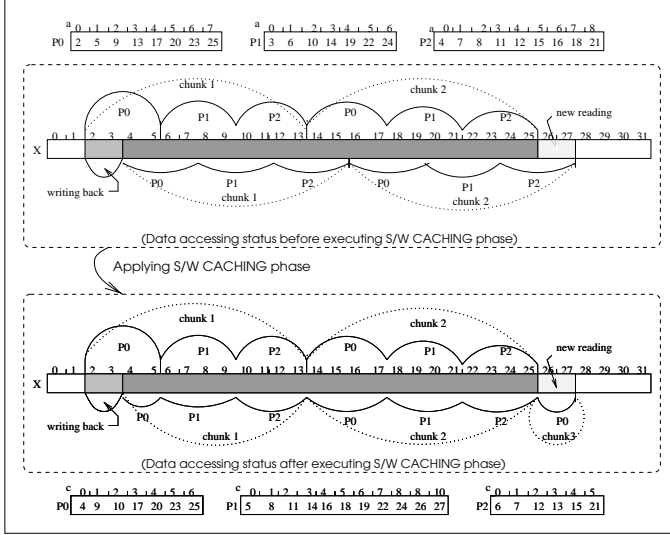 a 0 1 2 3 4 5 6 7
P0 2 5 9 13 17 20 23 25
a 0 1 2 3 4 5 6
P1 3 6 10 14 19 22 24
a 0 1 2 3 4 5 6 7 8
P2 4 7 8 11 12 15 16 18 21
chunk 1 chunk 2
P0 P1 P2 P0 P1 P2 new reading
0 1 2 3 4 5 6 7 8 9 10 11 12 13 14 15 16 17 18 19 20 21 22 23 24 25 26 27 28 29 30 31
X
writing back P0 P1 P2 P0 P1 P2
chunk 1 chunk 2
(Data accessing status before executing S/W CACHING phase)
Applying S/W CACHING phase
chunk 1 chunk 2
P0 P1 P2 P0 P1 P2 new reading
0 1 2 3 4 5 6 7 8 9 10 11 12 13 14 15 16 17 18 19 20 21 22 23 24 25 26 27 28 29 30 31
X
writing back P0 P1 P2 P0 P1 P2 P0
chunk 1 chunk 2 chunk3
(Data accessing status after executing S/W CACHING phase)
c 0 1 2 3 4 5 6
P0 4 9 10 17 20 23 25
c 0 1 2 3 4 5 6 7 8 9 10
P1 5 8 11 14 16 18 19 22 24 26 27
c 0 1 2 3 4 5
P2 6 7 12 13 15 21